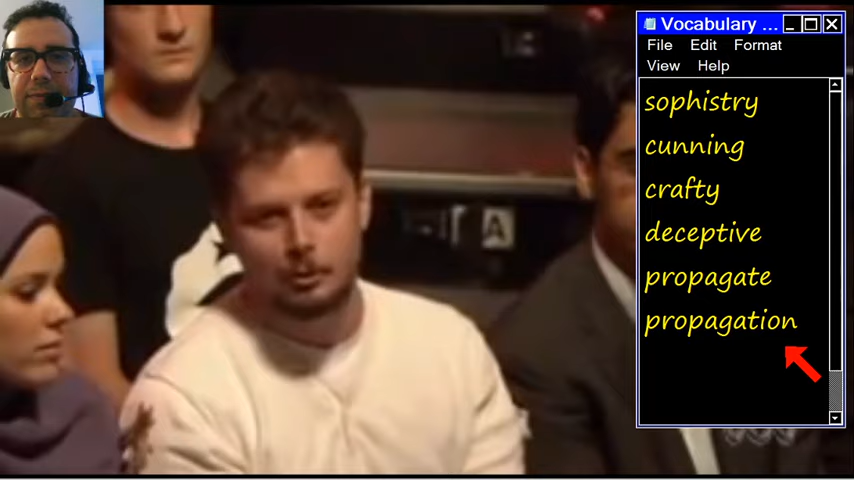 Vocabulary ...
File Edit Format
View Help
sophistry
cunning
crafty
deceptive
propagate
propagation
A